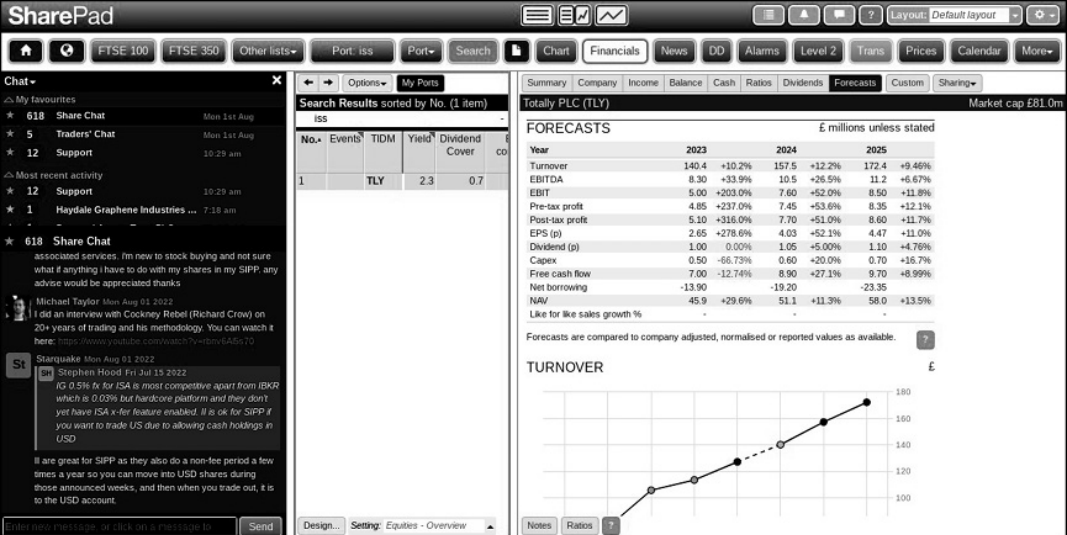 SharePad
Layout: Default layout
FTSE 100 FTSE 350 Other lists Port: iss Port Search Chart Financials News DD Alarms Level 2 Trans Prices Calendar More
Chat
My favourites
618 Share Chat Mon 1st Aug
5 Traders' Chat Mon 1st Aug
12 Support 10:29 am
Most recent activity
12 Support 10:29 am
1 Haydale Graphene Industries ... 7:18 am
618 Share Chat
associated services. i'm new to stock buying and not sure
what if anything i have to do with my shares in my SIPP. any
advise would be appreciated thanks
Michael Taylor Mon Aug 01 2022
I did an interview with Cockney Rebel (Richard Crow) on
20+ years of trading and his methodology. You can watch it
here:
St Starquake Mon Aug 01 2022
SH Stephen Hood Fri Jul 15 2022
IG 0.5% fx for ISA is most competitive apart from IBKR
which is 0.03% but hardcore platform and they don't
yet have ISA x-fer feature enabled. II is ok for SIPP if
you want to trade US due to allowing cash holdings in
USD
II are great for SIPP as they also do a non-fee period a few
times a year so you can move into USD shares during
those announced weeks, and then when you trade out, it is
to the USD account.
Enter new message, or click on a message to Send
Options My Ports
Search Results sorted by No. (1 item)
iss -
No. Events TIDM Yield Dividend
Cover
1 TLY 2.3 0.7
Design... Setting: Equities - Overview
Summary Company Income Balance Cash Ratios Dividends Forecasts Custom Sharing
Totally PLC (TLY) Market cap £81.0m
FORECASTS £ millions unless stated
Year 2023 2024 2025
Turnover 140.4 +10.2% 157.5 +12.2% 172.4 +9.46%
EBITDA 8.30 +33.9% 10.5 +26.5% 11.2 +6.67%
EBIT 5.00 +203.0% 7.60 +52.0% 8.50 +11.8%
Pre-tax profit 4.85 +237.0% 7.45 +53.6% 8.35 +12.1%
Post-tax profit 5.10 +316.0% 7.70 +51.0% 8.60 +11.7%
EPS (p) 2.65 +278.6% 4.03 +52.1% 4.47 +11.0%
Dividend (p) 1.00 0.00% 1.05 +5.00% 1.10 +4.76%
Capex 0.50 -66.73% 0.60 +20.0% 0.70 +16.7%
Free cash flow 7.00 -12.74% 8.90 +27.1% 9.70 +8.99%
Net borrowing -13.90 -19.20 -23.35
NAV 45.9 +29.6% 51.1 +11.3% 58.0 +13.5%
Like for like sales growth % - - -
Forecasts are compared to company adjusted, normalised or reported values as available. ?
TURNOVER £
180
160
140
120
100
Notes Ratios ?